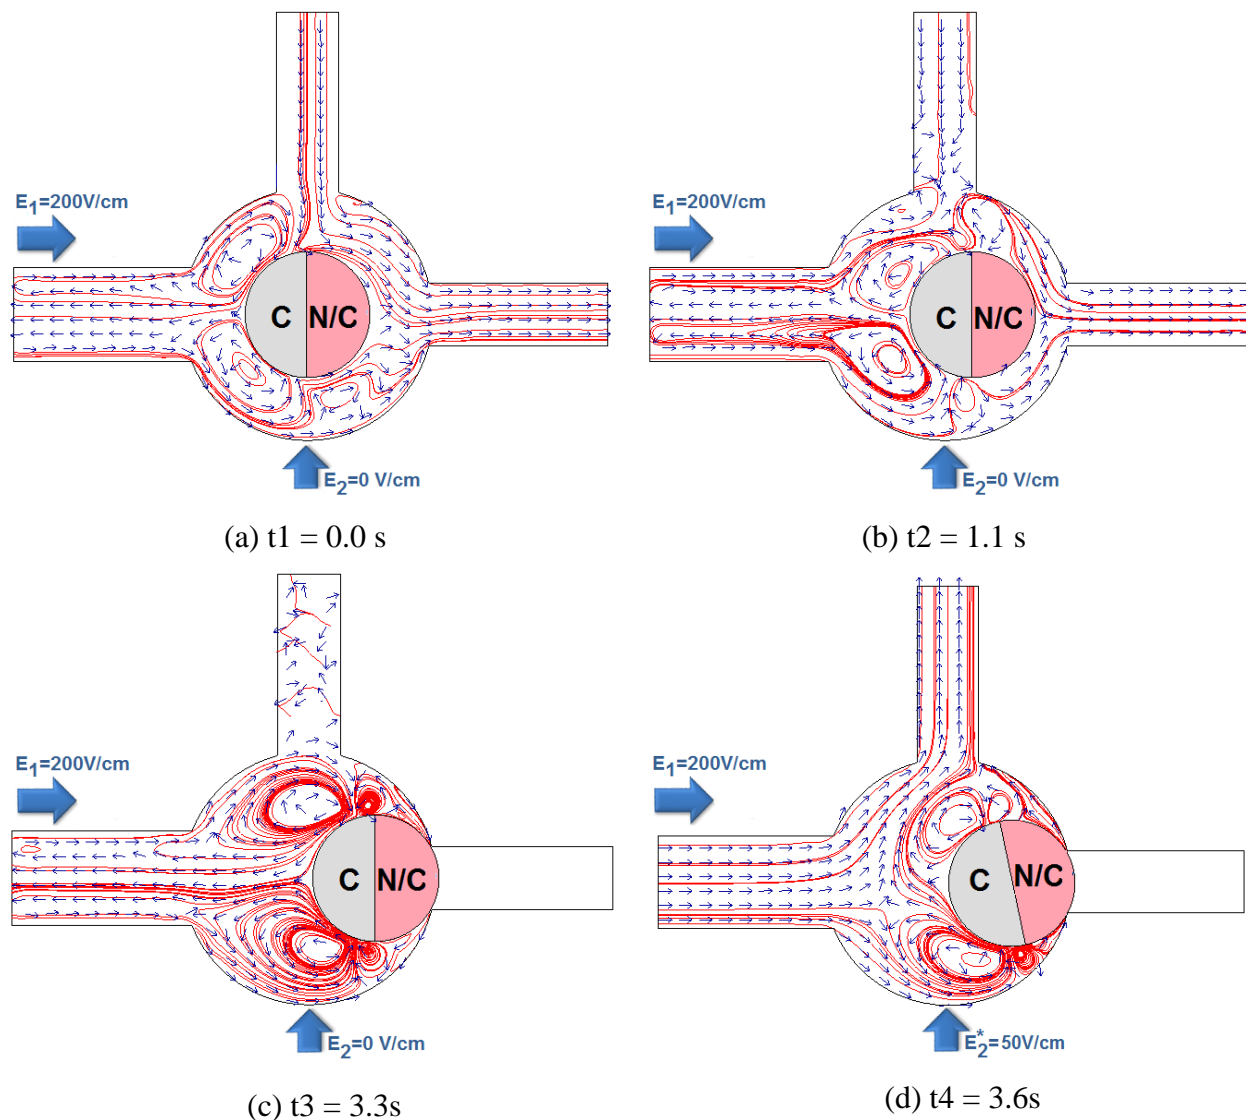 E1=200V/cm
C N/C
E2=0 V/cm
(a) t1 = 0.0 s
E1=200V/cm
C N/C
E2=0 V/cm
(b) t2 = 1.1 s
E1=200V/cm
C N/C
E2=0 V/cm
(c) t3 = 3.3s
E1=200V/cm
C N/C
E2*=50V/cm
(d) t4 = 3.6s